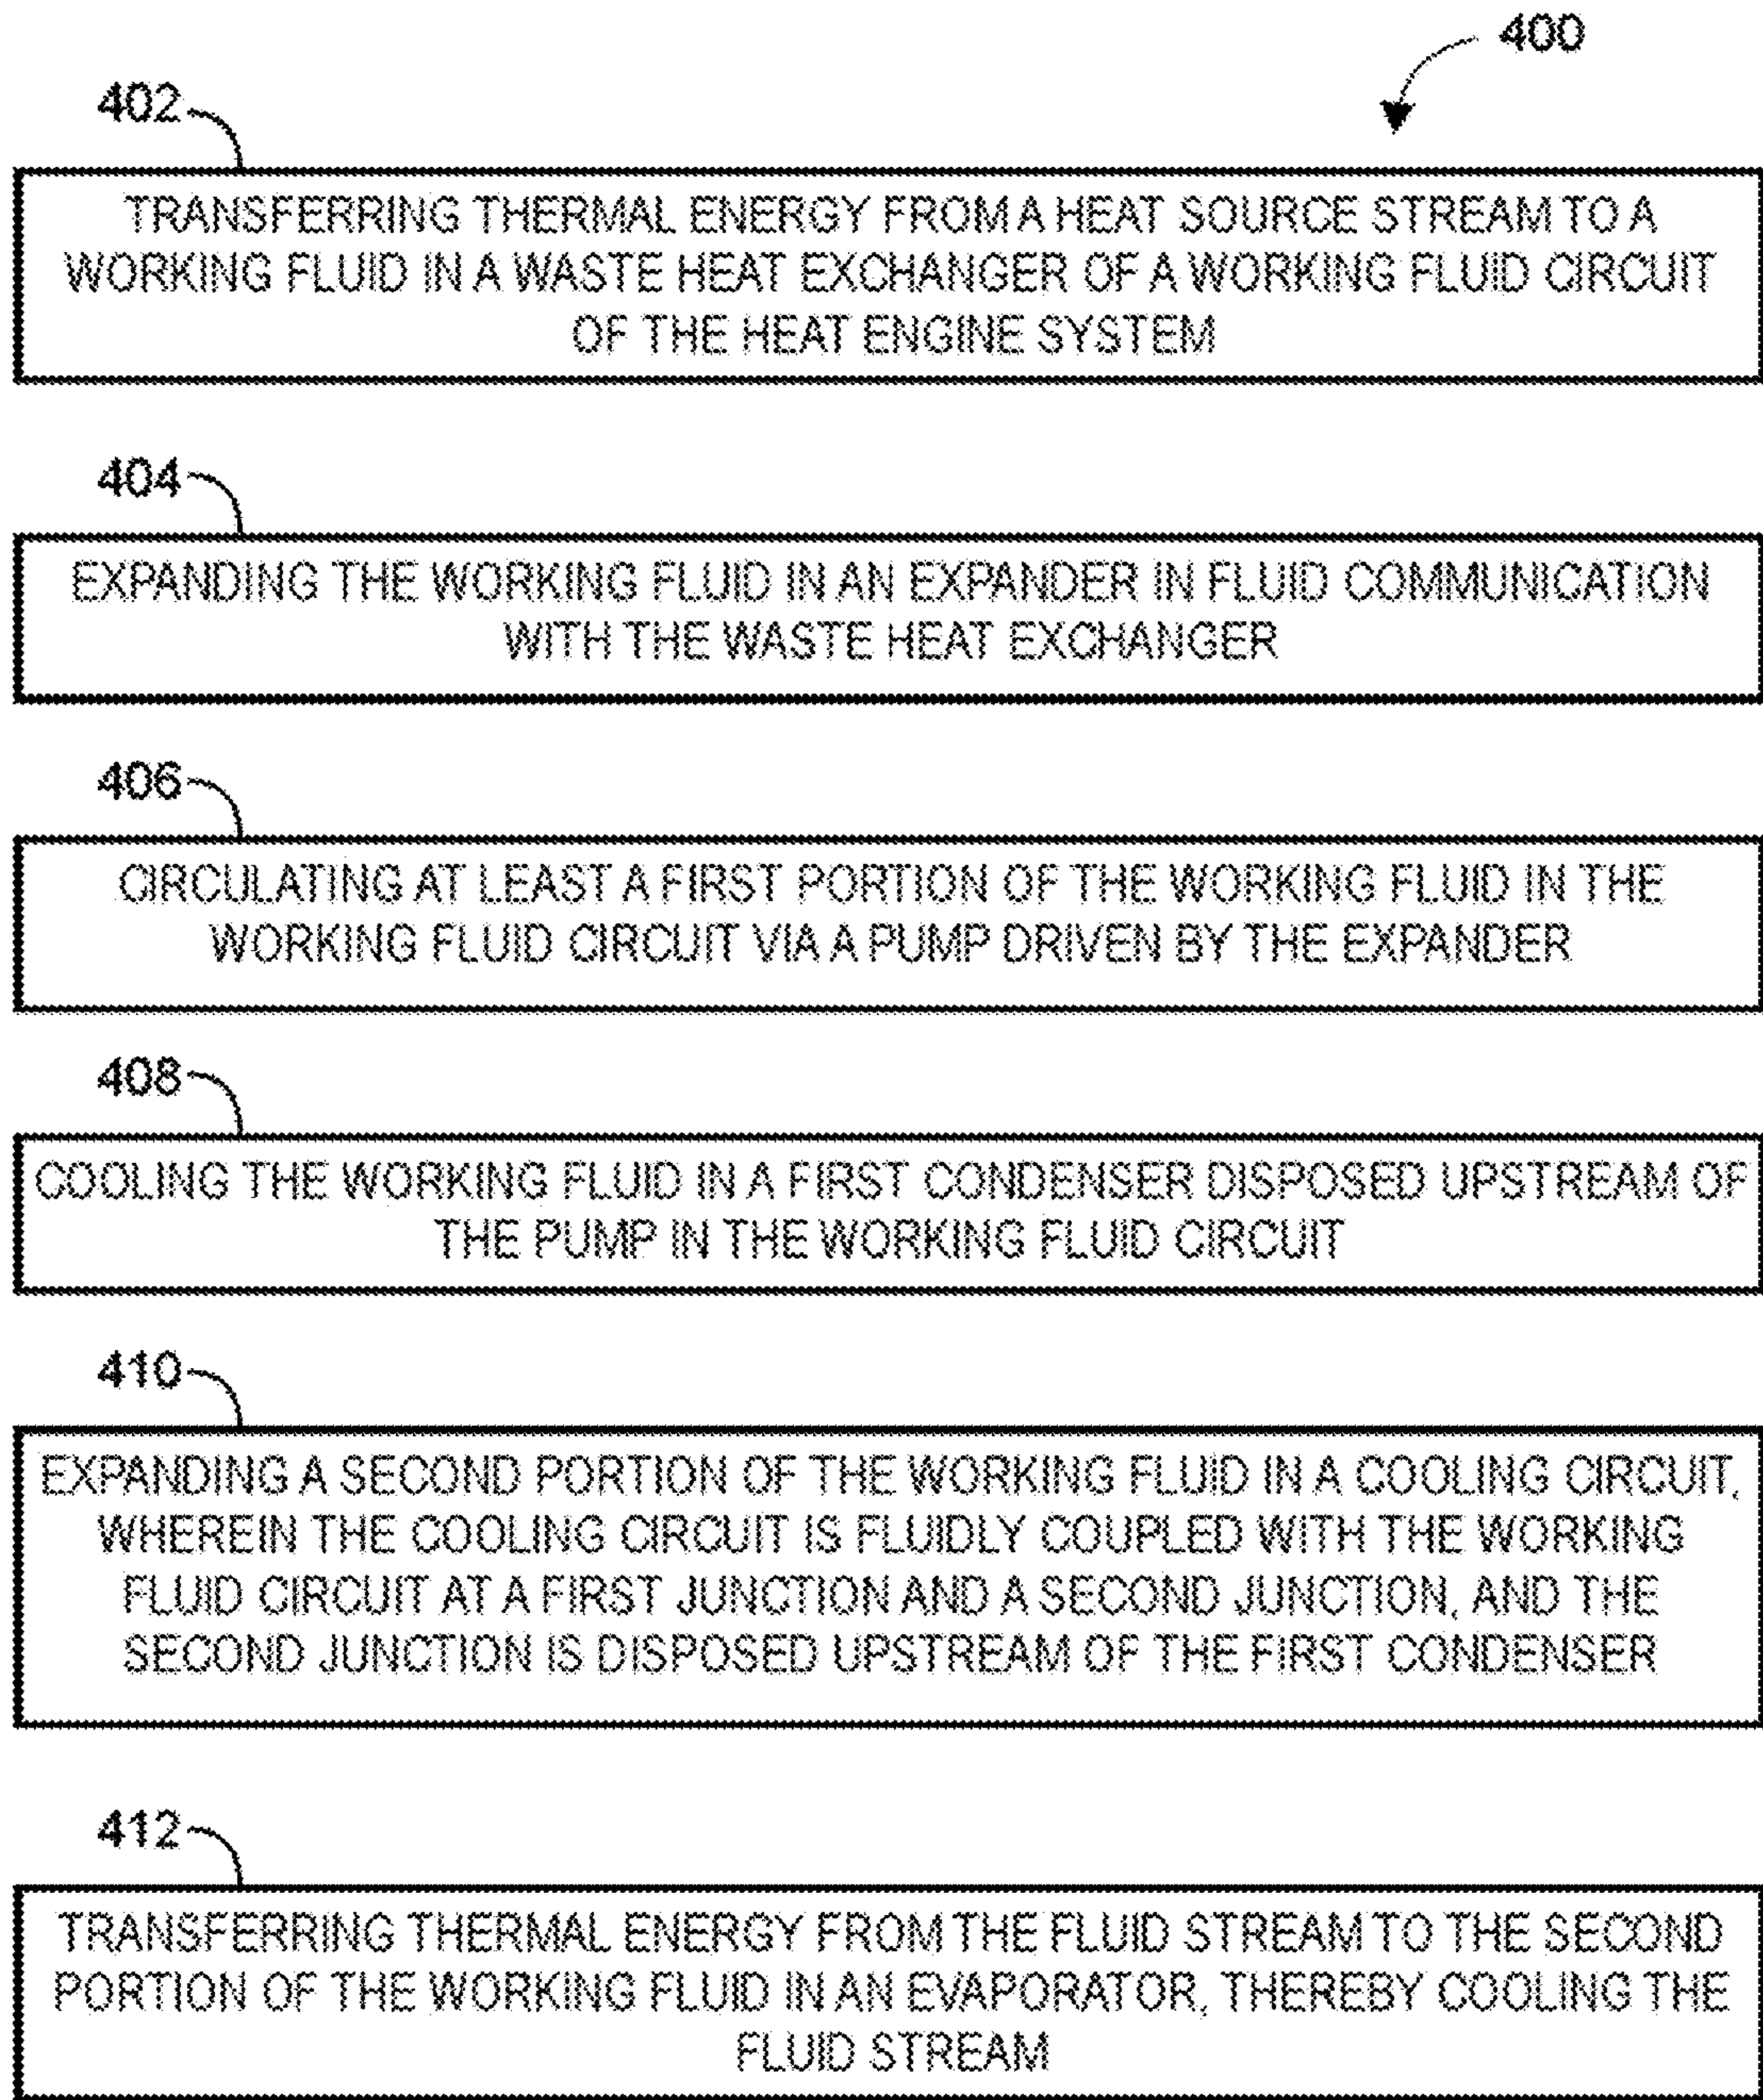 400
402
TRANSFERRING THERMAL ENERGY FROM A HEAT SOURCE STREAM TO A
WORKING FLUID IN A WASTE HEAT EXCHANGER OF A WORKING FLUID CIRCUIT
OF THE HEAT ENGINE SYSTEM
404
EXPANDING THE WORKING FLUID IN AN EXPANDER IN FLUID COMMUNICATION
WITH THE WASTE HEAT EXCHANGER
406
CIRCULATING AT LEAST A FIRST PORTION OF THE WORKING FLUID IN THE
WORKING FLUID CIRCUIT VIA A PUMP DRIVEN BY THE EXPANDER
408
COOLING THE WORKING FLUID IN A FIRST CONDENSER DISPOSED UPSTREAM OF
THE PUMP IN THE WORKING FLUID CIRCUIT
410
EXPANDING A SECOND PORTION OF THE WORKING FLUID IN A COOLING CIRCUIT,
WHEREIN THE COOLING CIRCUIT IS FLUIDLY COUPLED WITH THE WORKING
FLUID CIRCUIT AT A FIRST JUNCTION AND A SECOND JUNCTION, AND THE
SECOND JUNCTION IS DISPOSED UPSTREAM OF THE FIRST CONDENSER
412
TRANSFERRING THERMAL ENERGY FROM THE FLUID STREAM TO THE SECOND
PORTION OF THE WORKING FLUID IN AN EVAPORATOR, THEREBY COOLING THE
FLUID STREAM